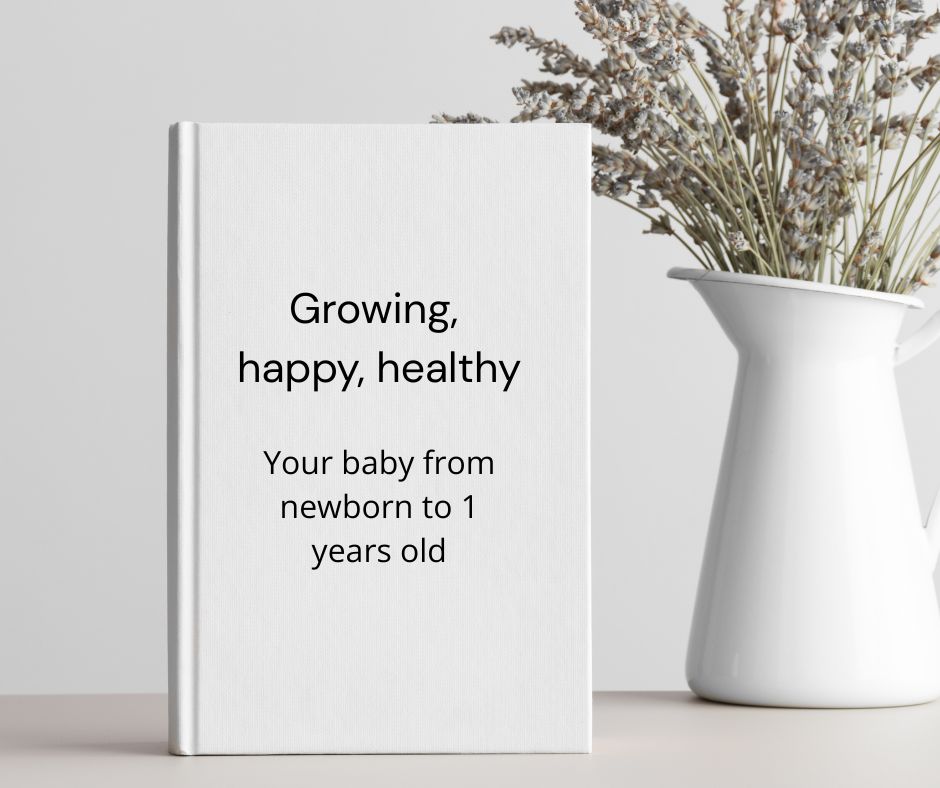 Growing,
happy, healthy
Your baby from
newborn to 1
years old